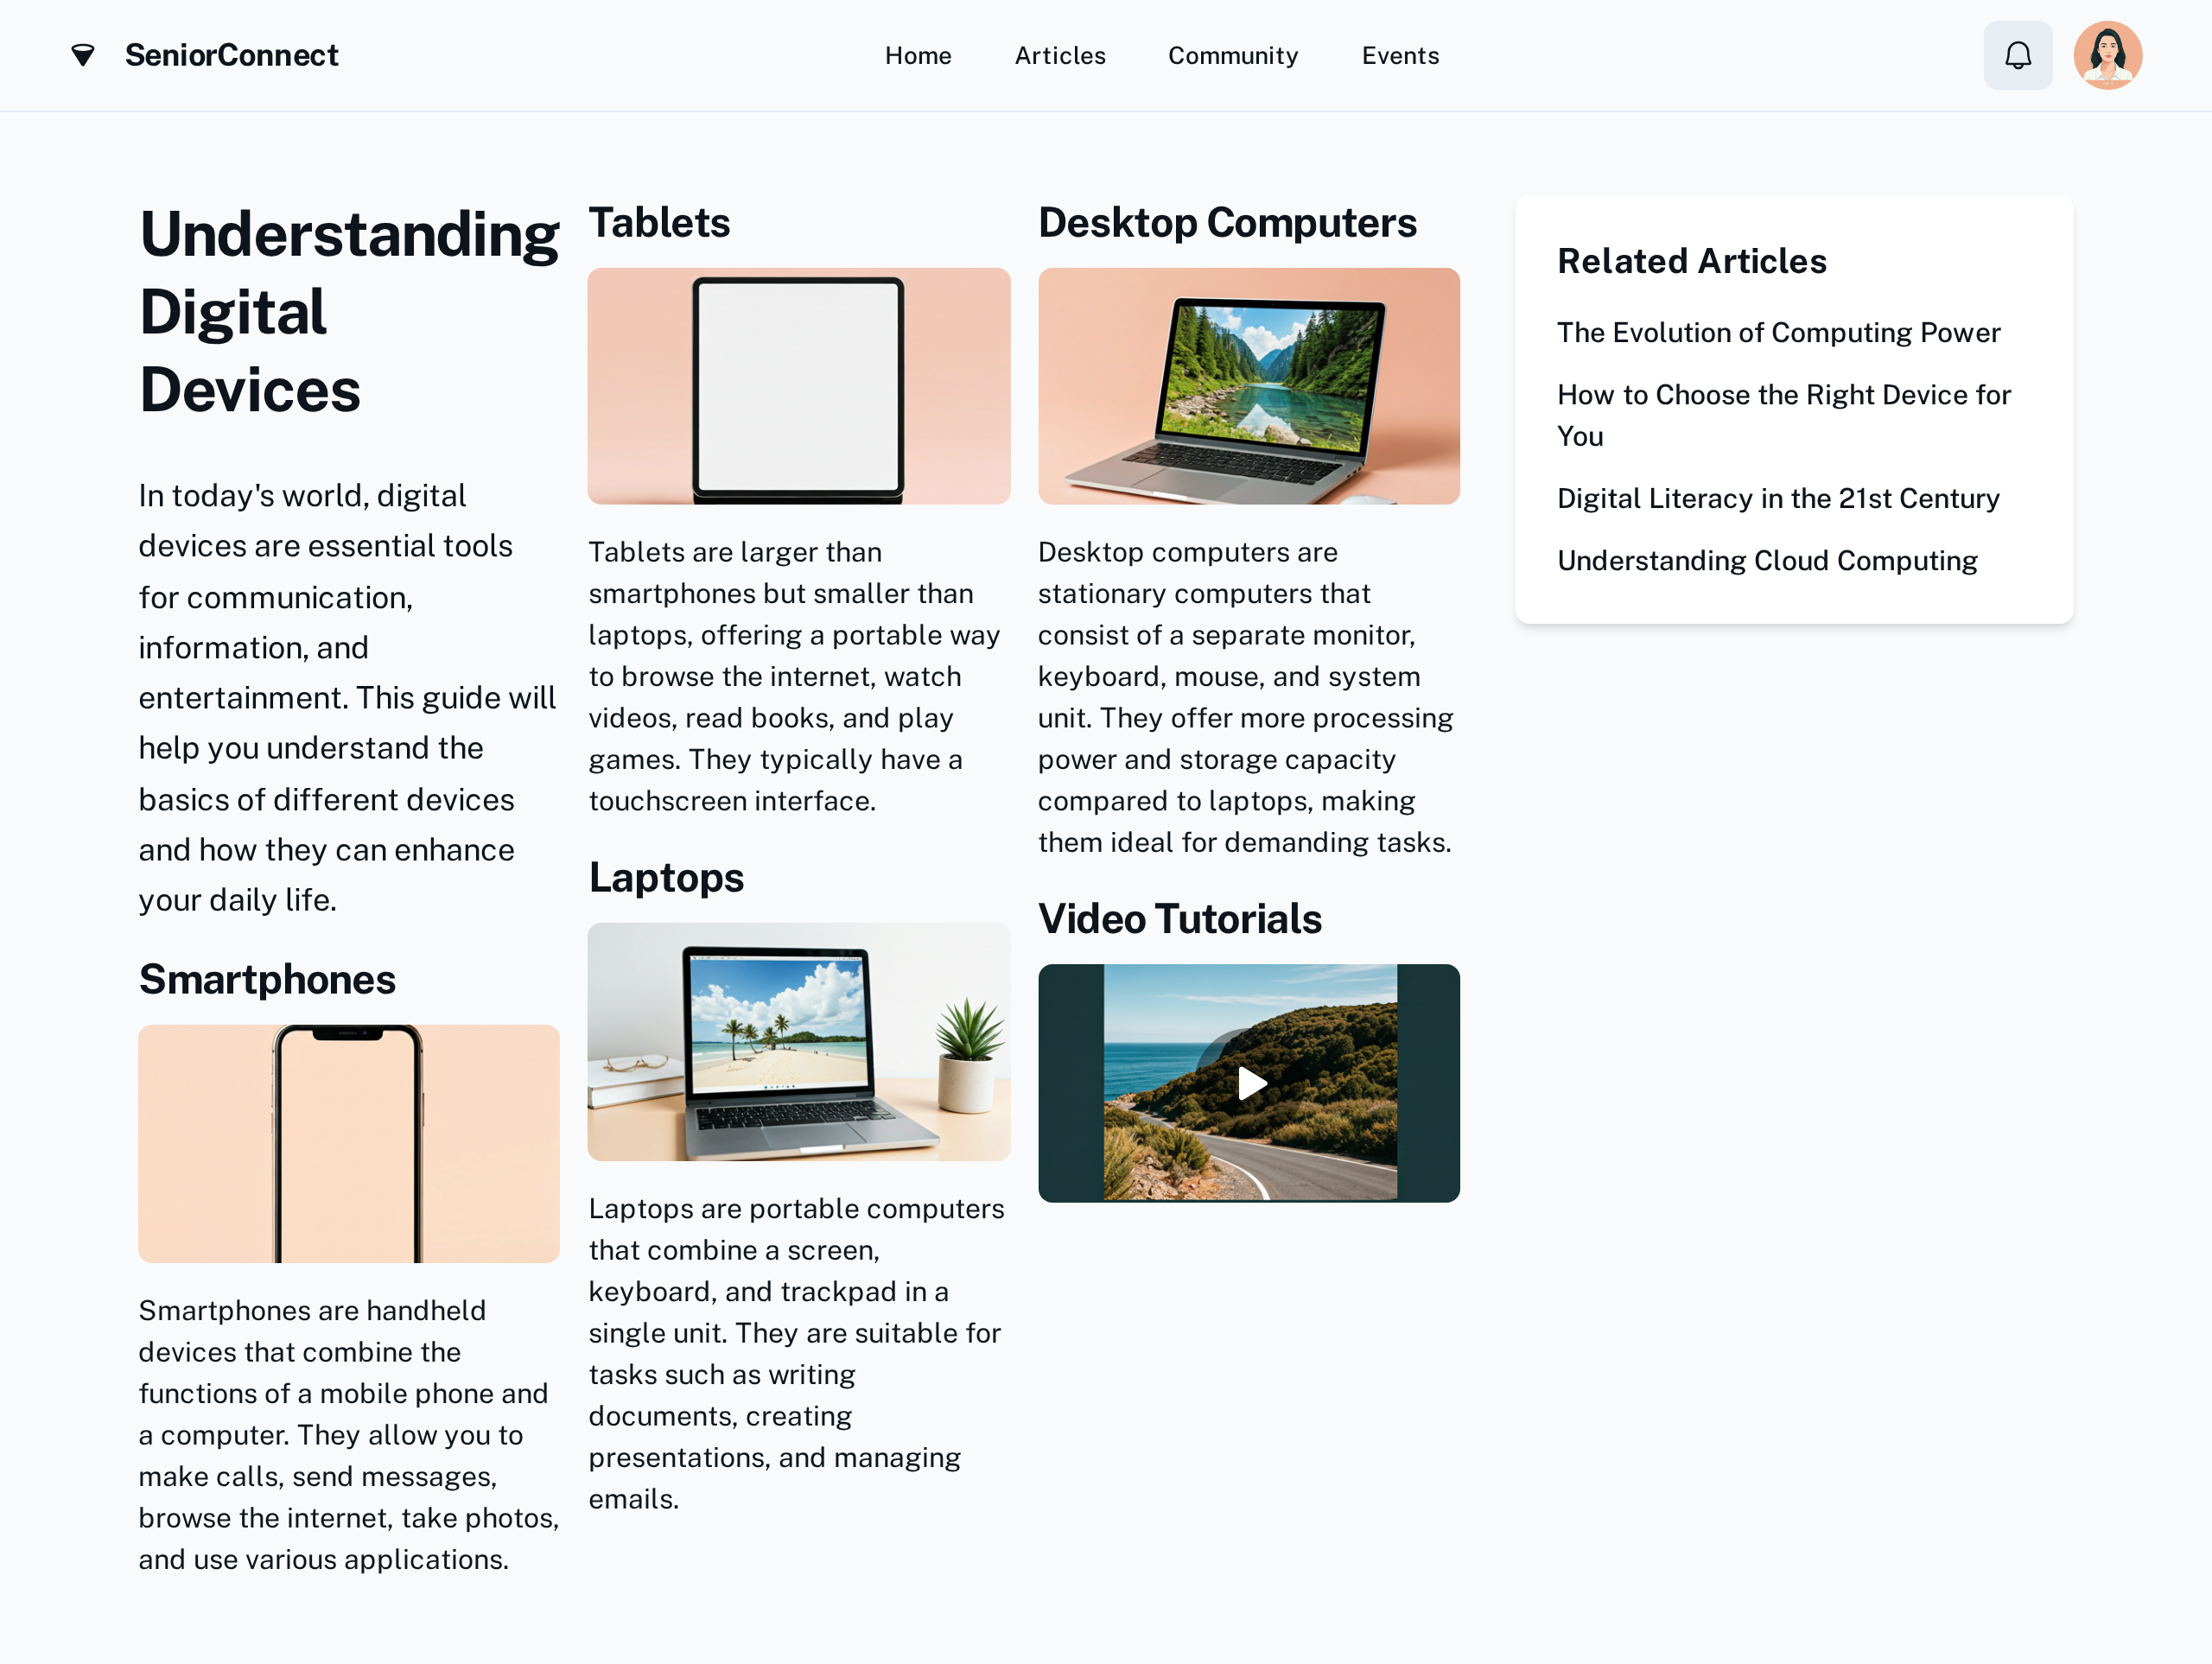 SeniorConnect
Home
Articles
Community
Events
Understanding
Digital
Devices
In today's world, digital
devices are essential tools
for communication,
information, and
entertainment. This guide will
help you understand the
basics of different devices
and how they can enhance
your daily life.
Smartphones
Smartphones are handheld
devices that combine the
functions of a mobile phone and
a computer. They allow you to
make calls, send messages,
browse the internet, take photos,
and use various applications.
Tablets
Tablets are larger than
smartphones but smaller than
laptops, offering a portable way
to browse the internet, watch
videos, read books, and play
games. They typically have a
touchscreen interface.
Laptops
Laptops are portable computers
that combine a screen,
keyboard, and trackpad in a
single unit. They are suitable for
tasks such as writing
documents, creating
presentations, and managing
emails.
Desktop Computers
Desktop computers are
stationary computers that
consist of a separate monitor,
keyboard, mouse, and system
unit. They offer more processing
power and storage capacity
compared to laptops, making
them ideal for demanding tasks.
Video Tutorials
Related Articles
The Evolution of Computing Power
How to Choose the Right Device for
You
Digital Literacy in the 21st Century
Understanding Cloud Computing